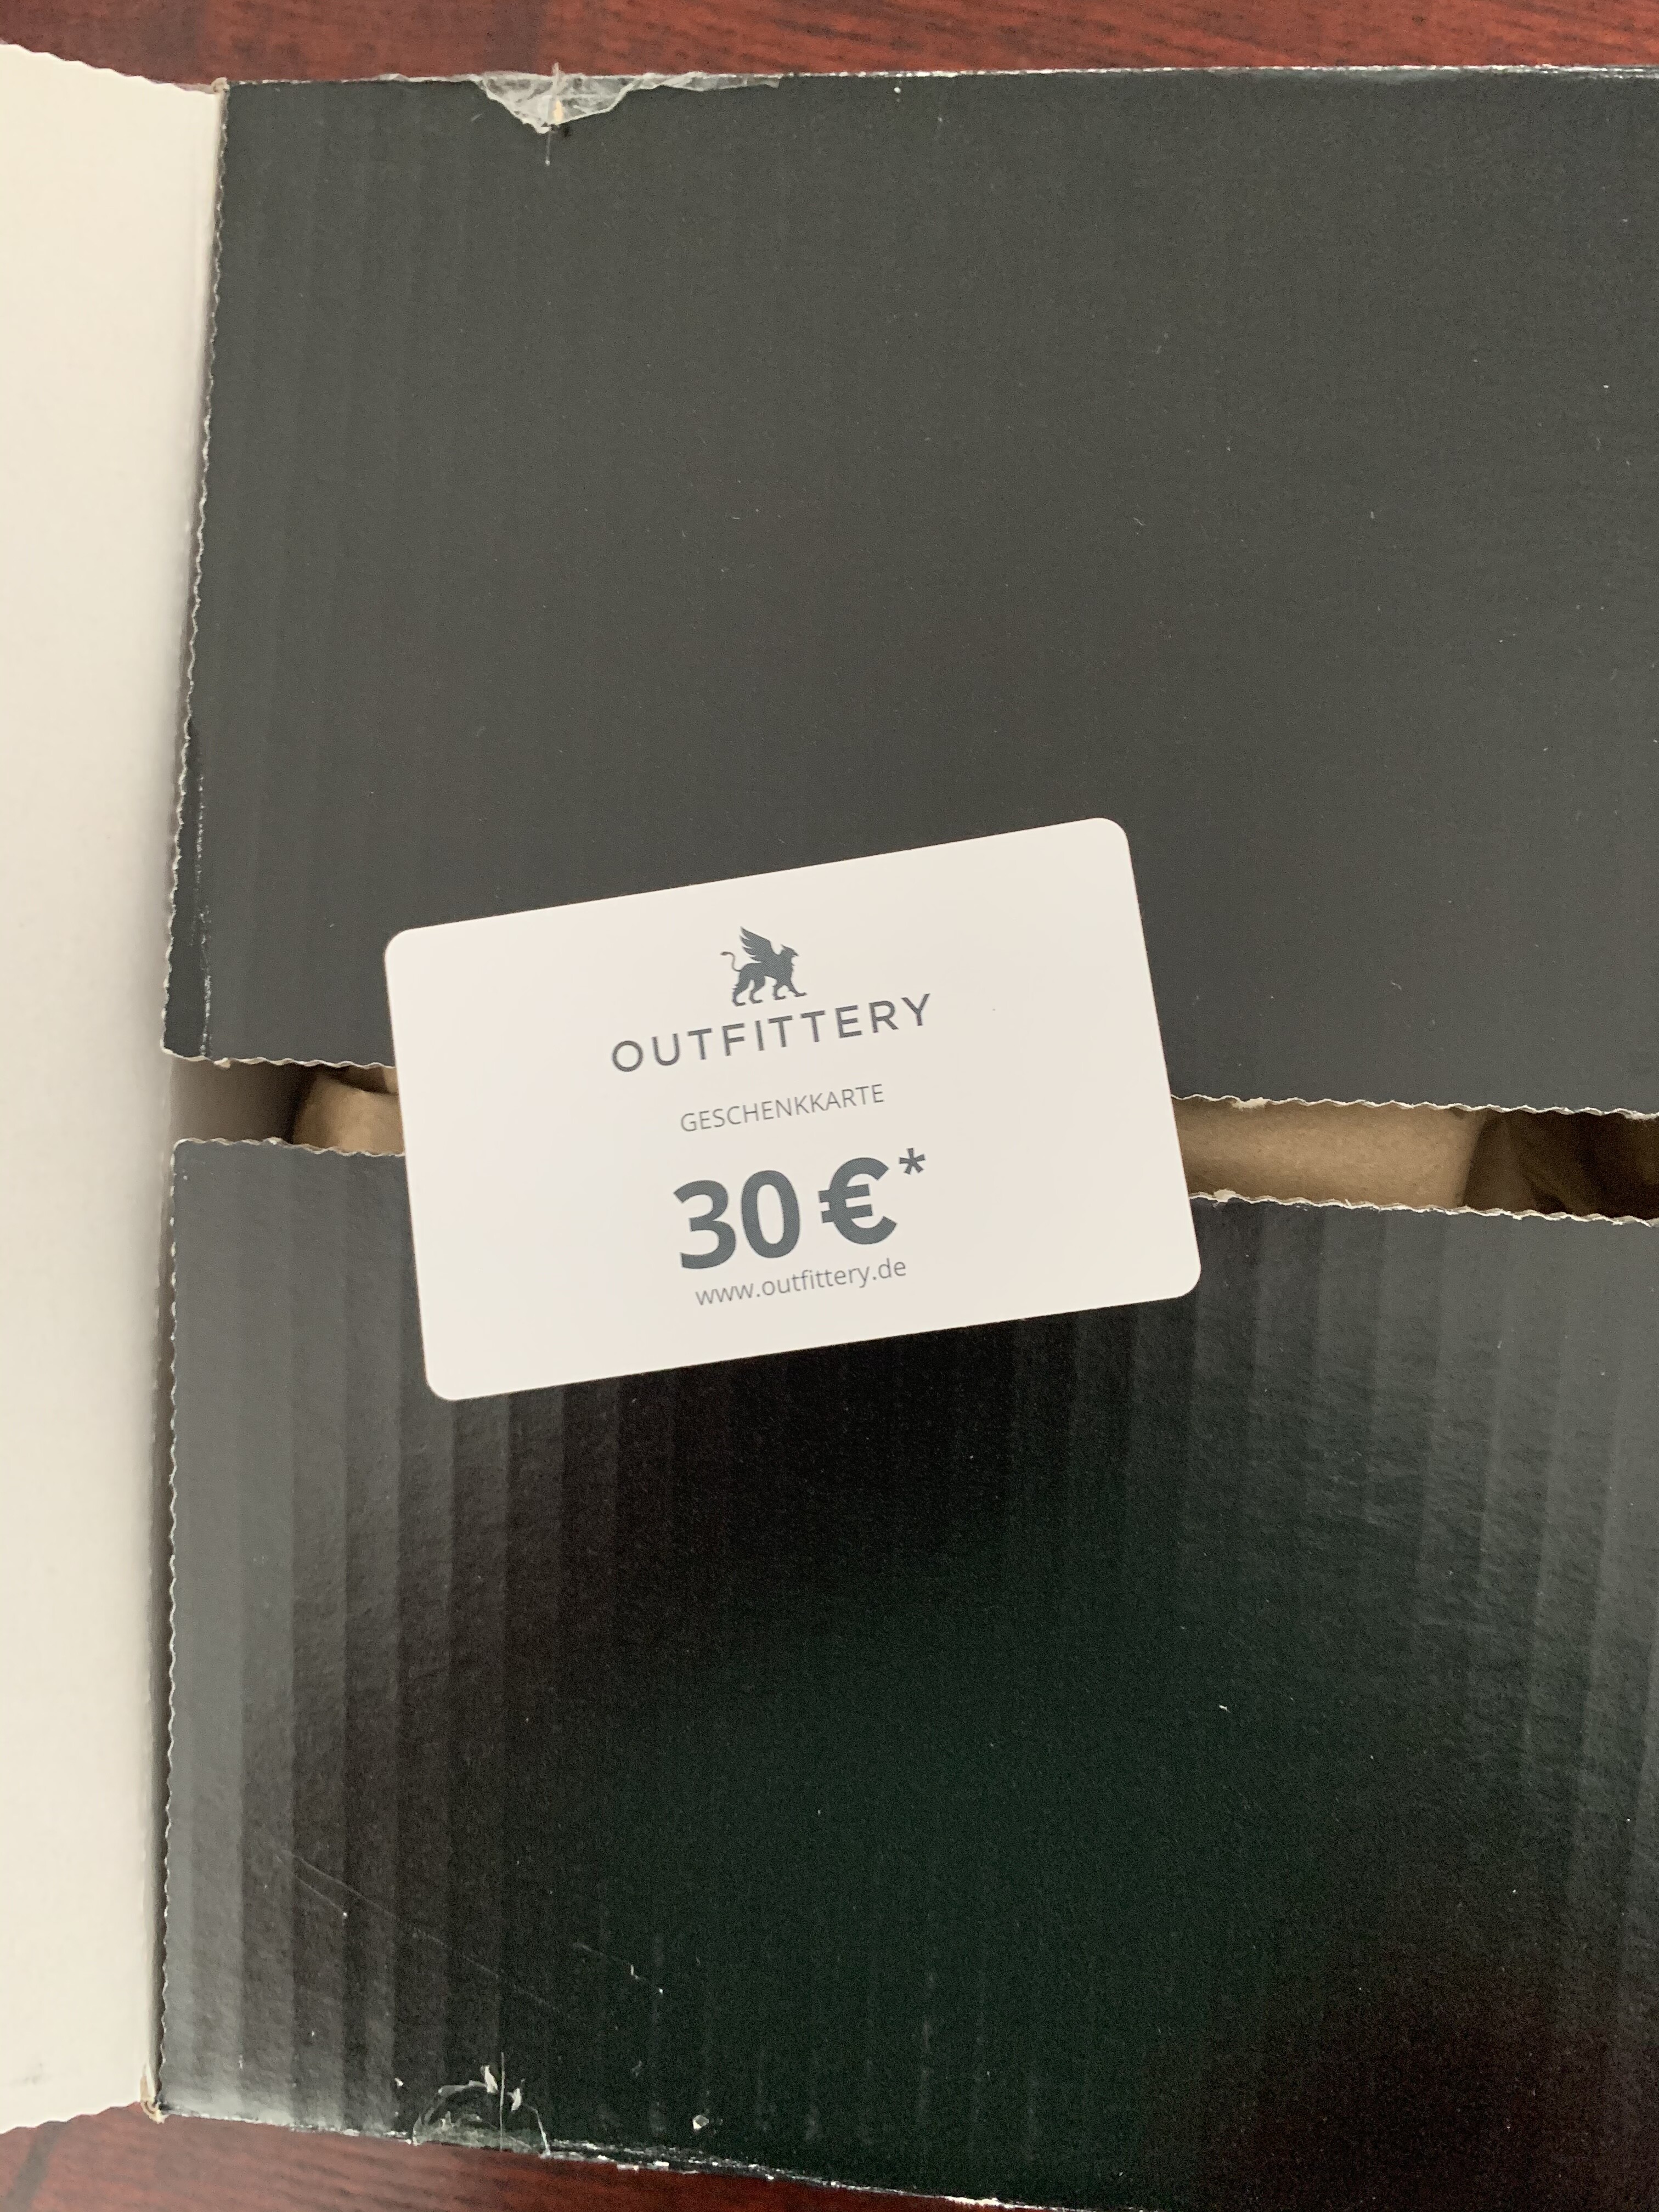 OUTFITTERY
GESCHENKKARTE
30 €*
www.outfittery.de